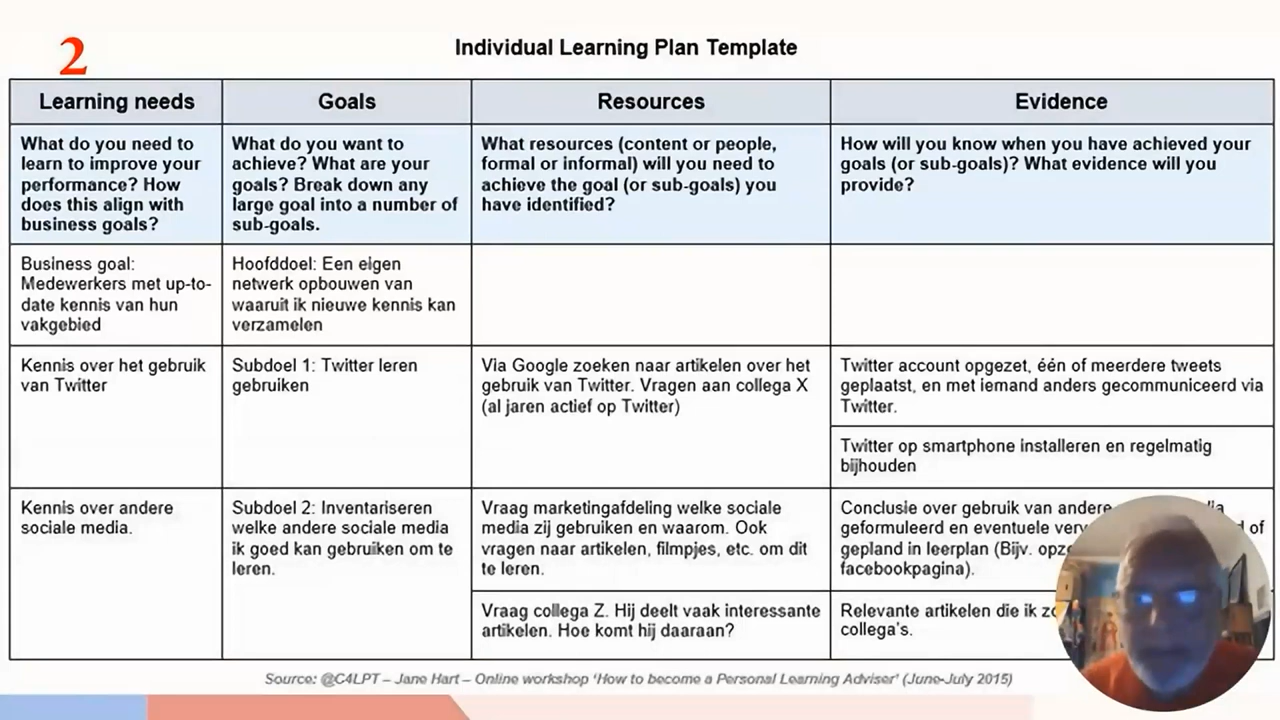 2
Individual Learning Plan Template
Learning needs
Goals
Resources
Evidence
What do you need to
learn to improve your
performance? How
does this align with
business goals?
What do you want to
achieve? What are your
goals? Break down any
large goal into a number of
sub-goals.
What resources (content or people,
formal or informal) will you need to
achieve the goal (or sub-goals) you
have identified?
How will you know when you have achieved your
goals (or sub-goals)? What evidence will you
provide?
Business goal:
Medewerkers met up-to-
date kennis van hun
vakgebied
Hoofddoel: Een eigen
netwerk opbouwen van
waaruit ik nieuwe kennis kan
verzamelen
Kennis over het gebruik
van Twitter
Subdoel 1: Twitter leren
gebruiken
Via Google zoeken naar artikelen over het
gebruik van Twitter. Vragen aan collega X
(al jaren actief op Twitter)
Twitter account opgezet, één of meerdere tweets
geplaatst, en met iemand anders gecommuniceerd via
Twitter.
Twitter op smartphone installeren en regelmatig
bijhouden
Kennis over andere
sociale media.
Subdoel 2: Inventariseren
welke andere sociale media
ik goed kan gebruiken om te
leren.
Vraag marketingafdeling welke sociale
media zij gebruiken en waarom. Ook
vragen naar artikelen, filmpjes, etc. om dit
te leren.
Conclusie over gebruik van andere
geformuleerd en eventuele of
gepland in leerplan (Bijv.
facebookpagina).
Vraag collega Z. Hij deelt vaak interessante
artikelen. Hoe komt hij daaraan?
Relevante artikelen die ik
collega's.
Source: @C4LPT – Jane Hart – Online workshop 'How to become a Personal Learning Adviser' (June-July 2015)